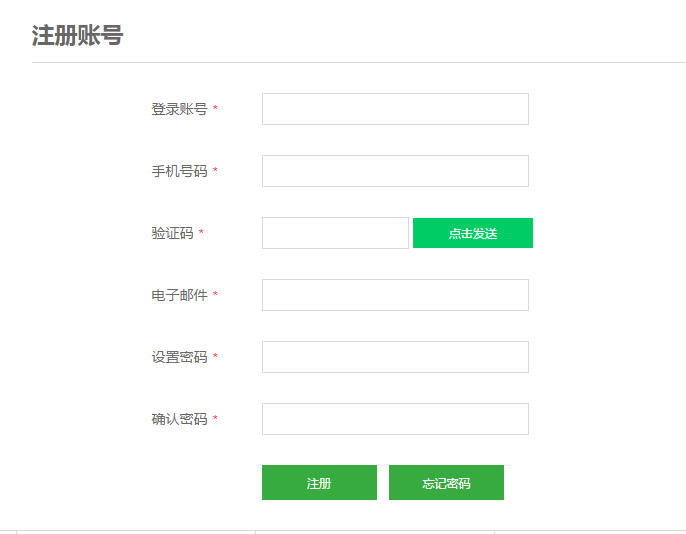 注册账号
登录账号 *
手机号码 *
验证码 * 点击发送
电子邮件 *
设置密码 *
确认密码 *
注册 忘记密码